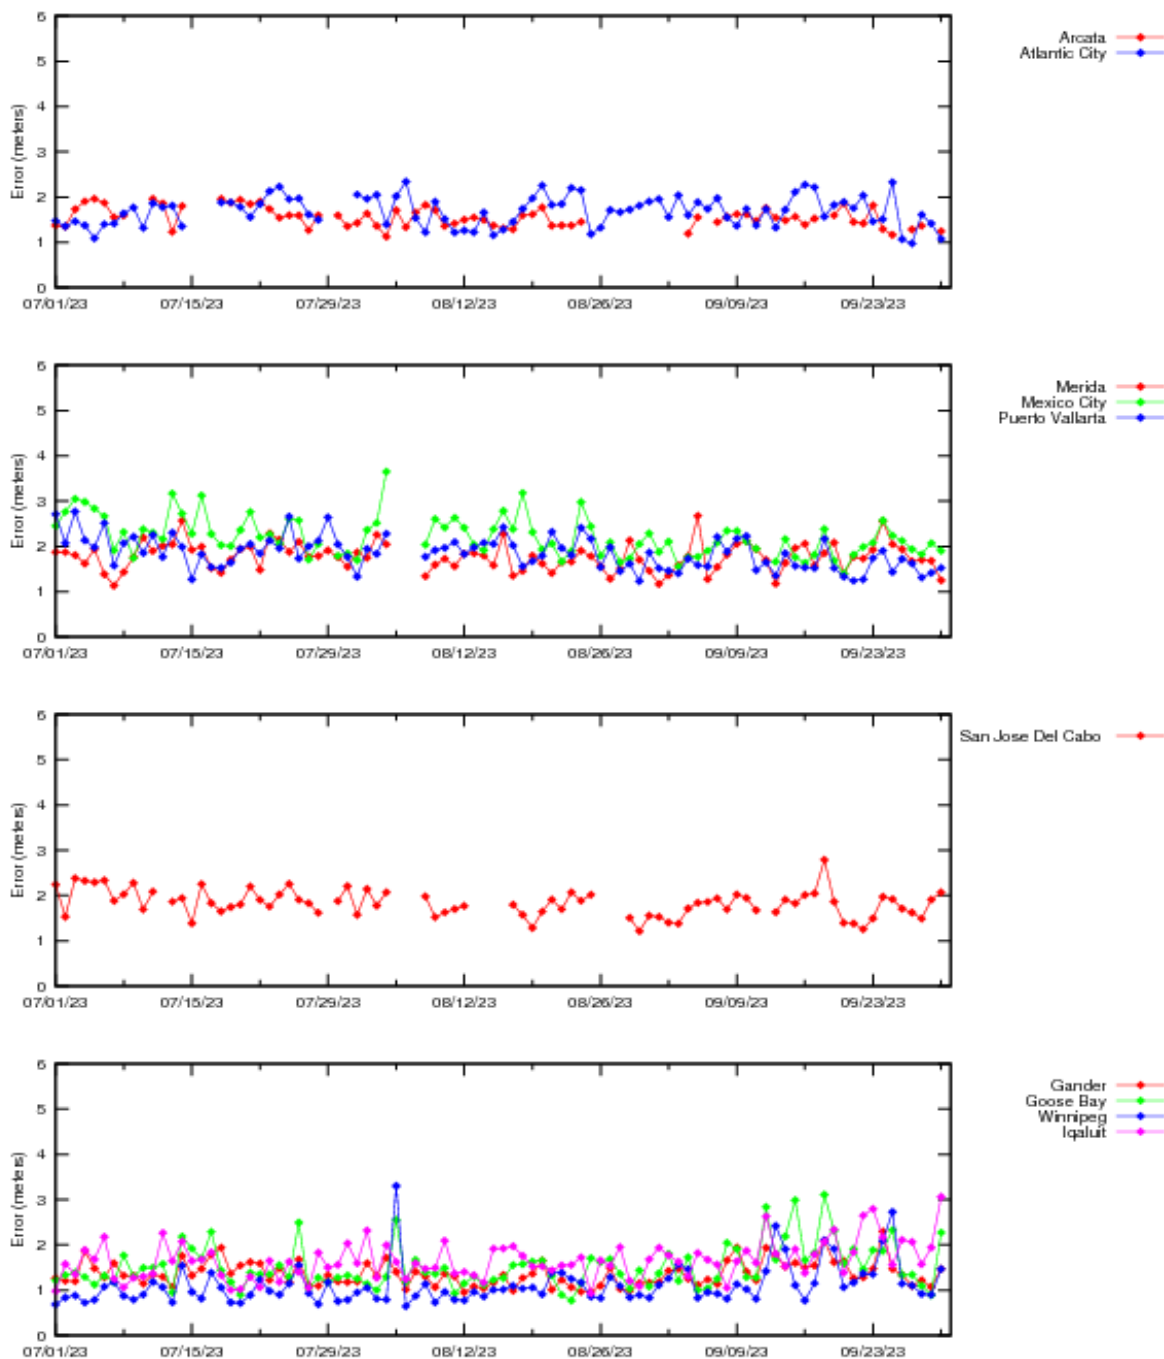 6
5
4
3
2
1
0
Error (meters)
07/01/23 07/15/23 07/29/23 08/12/23 08/26/23 09/09/23 09/23/23
Arcata
Atlantic City
6
5
4
3
2
1
0
Error (meters)
07/01/23 07/15/23 07/29/23 08/12/23 08/26/23 09/09/23 09/23/23
Merida
Mexico City
Puerto Vallarta
6
5
4
3
2
1
0
Error (meters)
07/01/23 07/15/23 07/29/23 08/12/23 08/26/23 09/09/23 09/23/23
San Jose Del Cabo
6
5
4
3
2
1
0
Error (meters)
07/01/23 07/15/23 07/29/23 08/12/23 08/26/23 09/09/23 09/23/23
Gander
Goose Bay
Winnipeg
Iqaluit